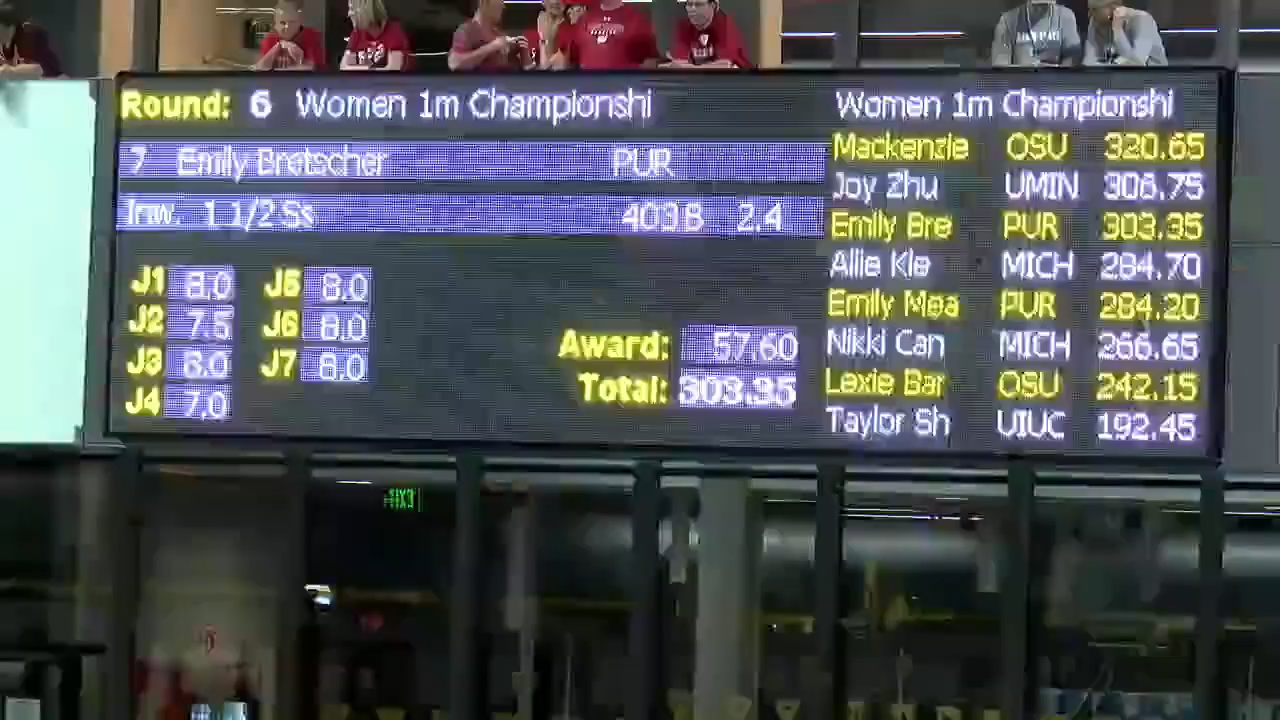 Round: 6 Women 1m Championshi
7 Emily Bretscher PUR
Inw. 1 1/2 Ss 403B 2.4
J1 8.0 J5 8.0
J2 7.5 J6 8.0
J3 8.0 J7 8.0
J4 7.0
Award: 57.60
Total: 303.35
Women 1m Championshi
Mackenzie OSU 320.65
Joy Zhu UMIN 308.75
Emily Bre PUR 303.35
Allie Kle MICH 284.70
Emily Mea PUR 284.20
Nikki Can MICH 266.65
Lexie Bar OSU 242.15
Taylor Sh UIUC 192.45